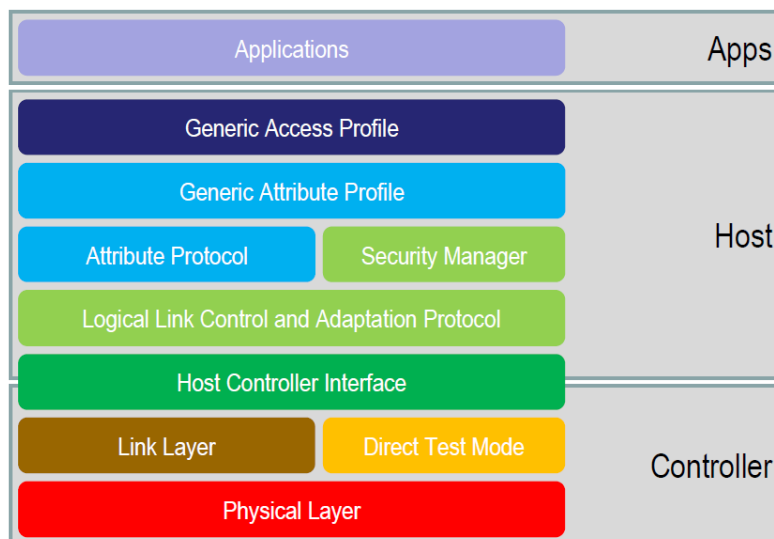 Applications
Apps
Generic Access Profile
Generic Attribute Profile
Host
Attribute Protocol
Security Manager
Logical Link Control and Adaptation Protocol
Host Controller Interface
Link Layer
Direct Test Mode
Controller
Physical Layer